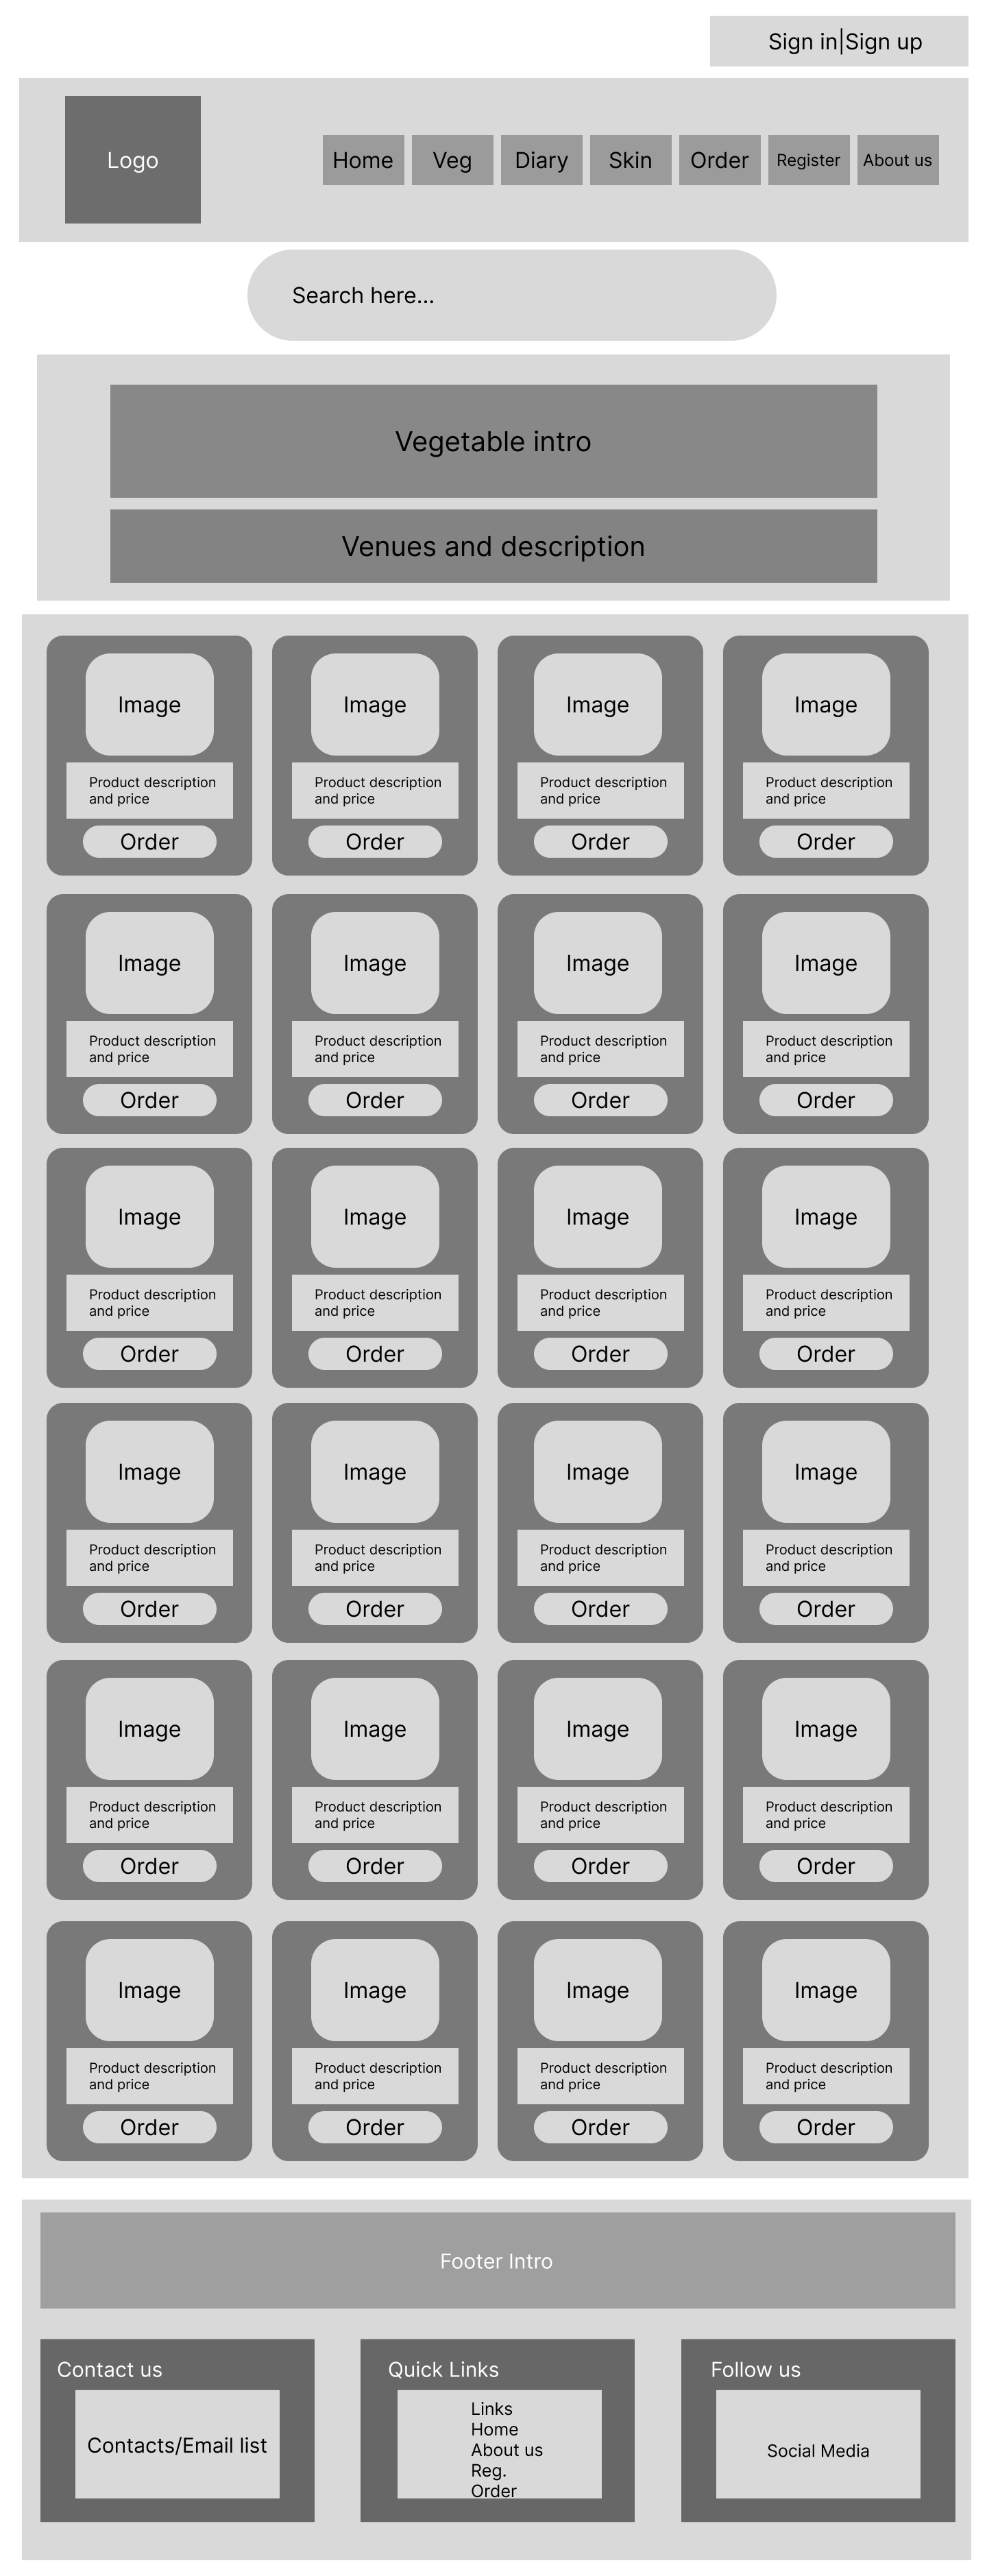 Sign in|Sign up
Logo
Home Veg Diary Skin Order Register About us
Search here...
Vegetable intro
Venues and description
Image Image Image Image
Product description Product description Product description Product description
and price and price and price and price
Order Order Order Order
Image Image Image Image
Product description Product description Product description Product description
and price and price and price and price
Order Order Order Order
Image Image Image Image
Product description Product description Product description Product description
and price and price and price and price
Order Order Order Order
Image Image Image Image
Product description Product description Product description Product description
and price and price and price and price
Order Order Order Order
Image Image Image Image
Product description Product description Product description Product description
and price and price and price and price
Order Order Order Order
Image Image Image Image
Product description Product description Product description Product description
and price and price and price and price
Order Order Order Order
Footer Intro
Contact us
Contacts/Email list
Quick Links
Links
Home
About us
Reg.
Order
Follow us
Social Media